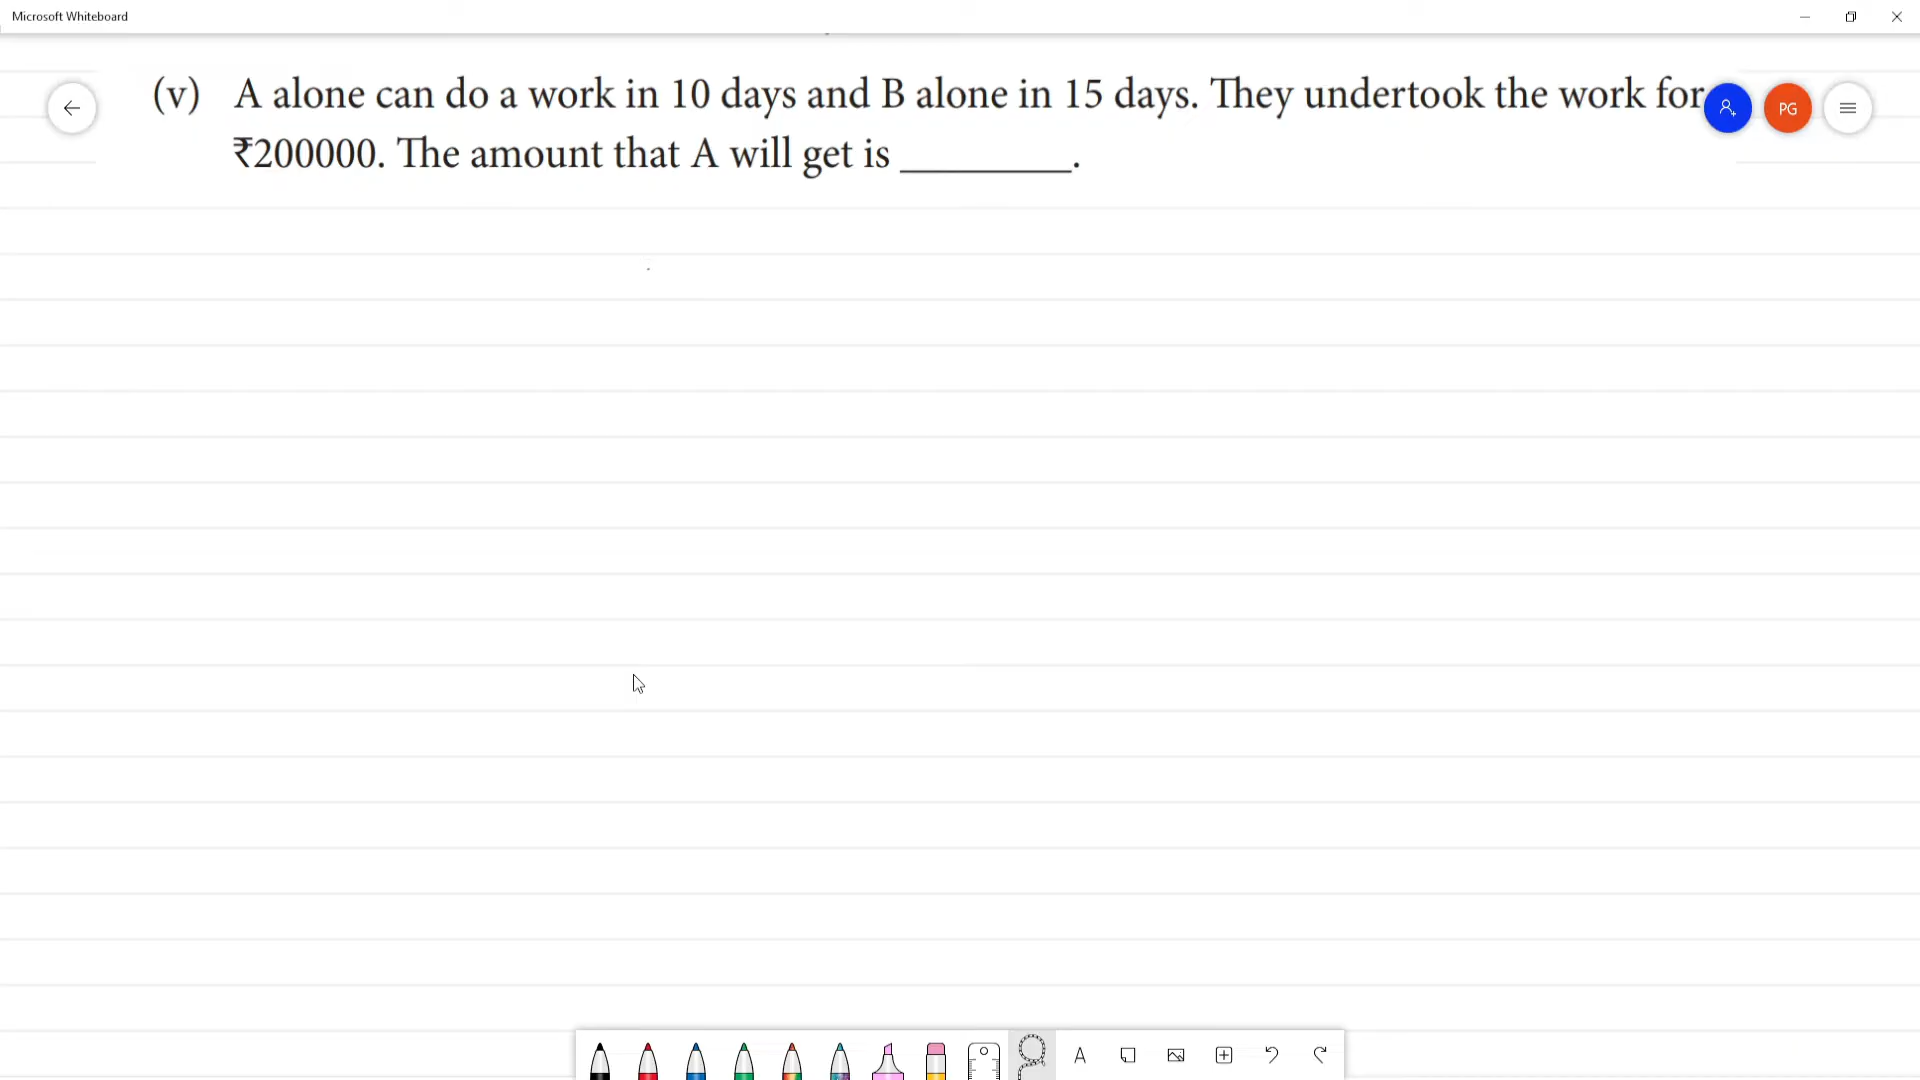 Microsoft Whiteboard
(v) A alone can do a work in 10 days and B alone in 15 days. They undertook the work for
₹200000. The amount that A will get is __________.
PG
A